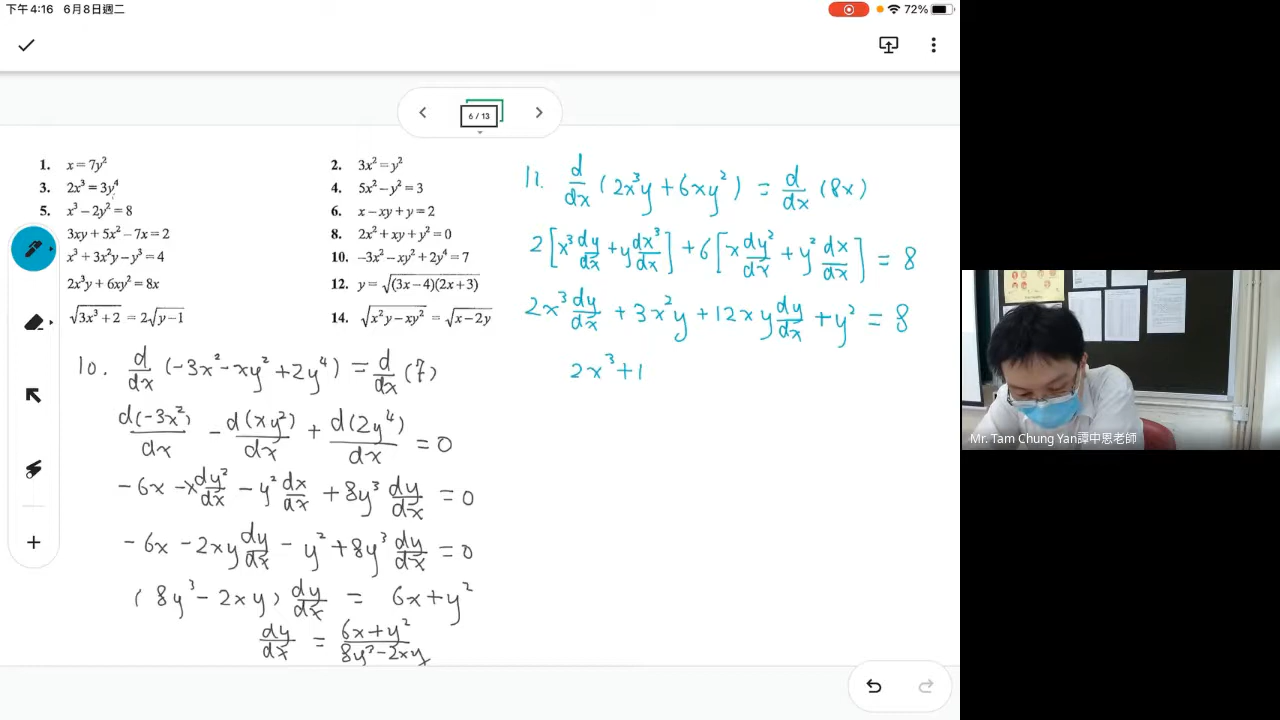 下午4:16 6月8日週二
72%
6 / 13
1. x = 7y²
2. 3x² = y²
3. 2x³ = 3y⁴
4. 5x² – y² = 3
5. x³ – 2y² = 8
6. x – xy + y = 2
3xy + 5x² – 7x = 2
8. 2x² + xy + y² = 0
x³ + 3x²y – y³ = 4
10. –3x² – xy² + 2y⁴ = 7
2x³y + 6xy² = 8x
12. y = √((3x – 4)(2x + 3))
√(3x³ + 2) = 2√(y – 1)
14. √(x²y – xy²) = √(x – 2y)
10. d/dx (-3x² - xy² + 2y⁴) = d/dx (7)
d(-3x²)/dx - d(xy²)/dx + d(2y⁴)/dx = 0
-6x - x dy²/dx - y² dx/dx + 8y³ dy/dx = 0
-6x - 2xy dy/dx - y² + 8y³ dy/dx = 0
(8y³ - 2xy) dy/dx = 6x + y²
dy/dx = (6x + y²)/(8y³ - 2xy)
11. d/dx (2x³y + 6xy²) = d/dx (8x)
2[x³ dy/dx + y dx³/dx] + 6[x dy²/dx + y² dx/dx] = 8
2x³ dy/dx + 3x²y + 12xy dy/dx + y² = 8
2x³ + 1
Mr. Tam Chung Yan譚中恩老師